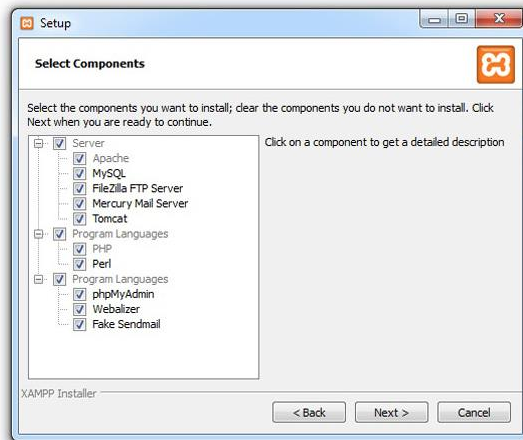 Setup
Select Components
Select the components you want to install; clear the components you do not want to install. Click
Next when you are ready to continue.
Server
Apache
MySQL
FileZilla FTP Server
Mercury Mail Server
Tomcat
Program Languages
PHP
Perl
Program Languages
phpMyAdmin
Webalizer
Fake Sendmail
Click on a component to get a detailed description
XAMPP Installer
< Back
Next >
Cancel